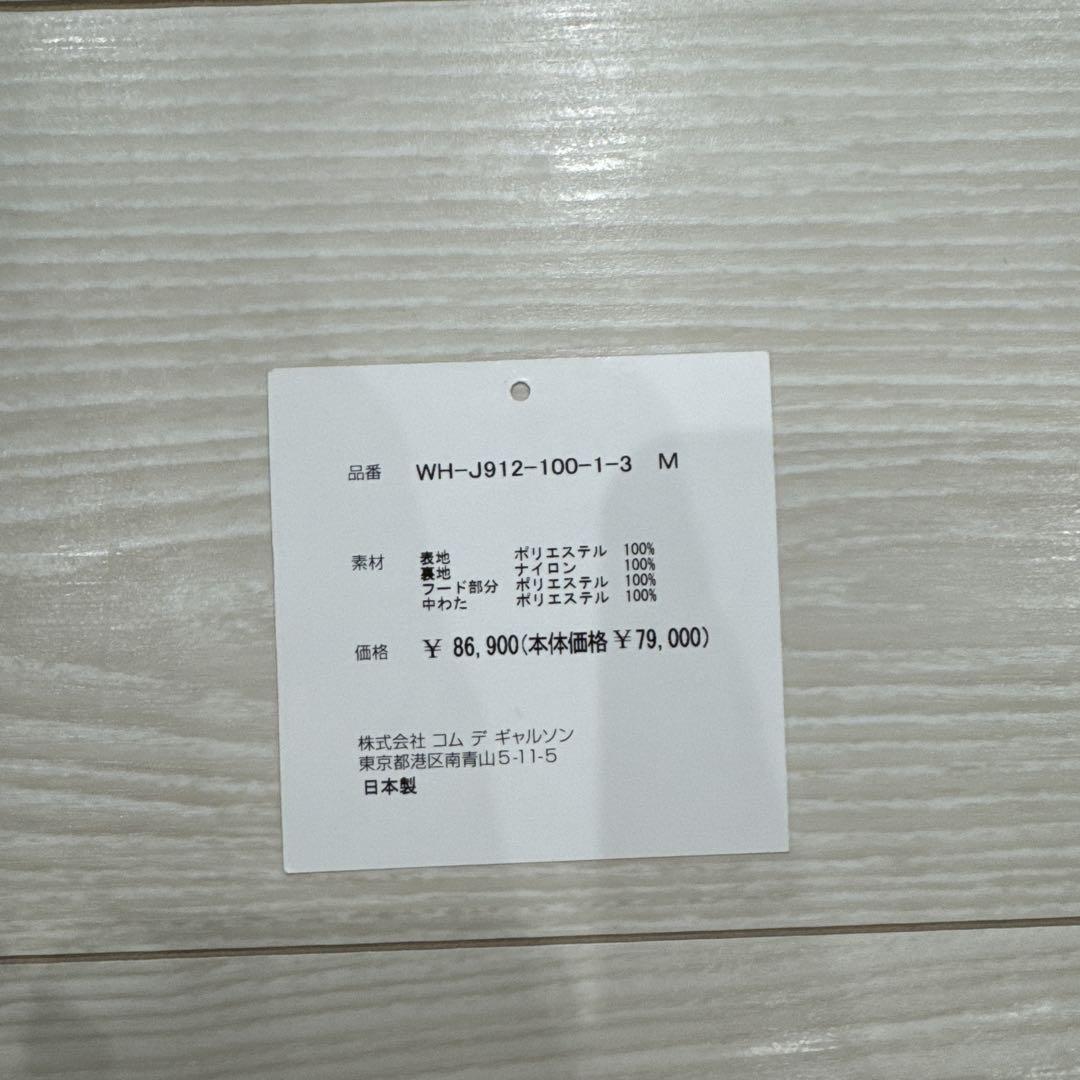 品番 WH-J912-100-1-3 M
素材 表地 ポリエステル 100%
裏地 ナイロン 100%
フード部分 ポリエステル 100%
中わた ポリエステル 100%
価格 ￥ 86,900(本体価格￥79,000)
株式会社 コム デ ギャルソン
東京都港区南青山5-11-5
日本製